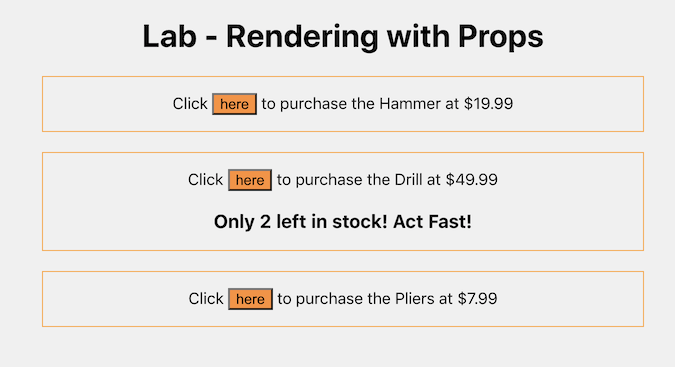 Lab - Rendering with Props
Click here to purchase the Hammer at $19.99
Click here to purchase the Drill at $49.99
Only 2 left in stock! Act Fast!
Click here to purchase the Pliers at $7.99